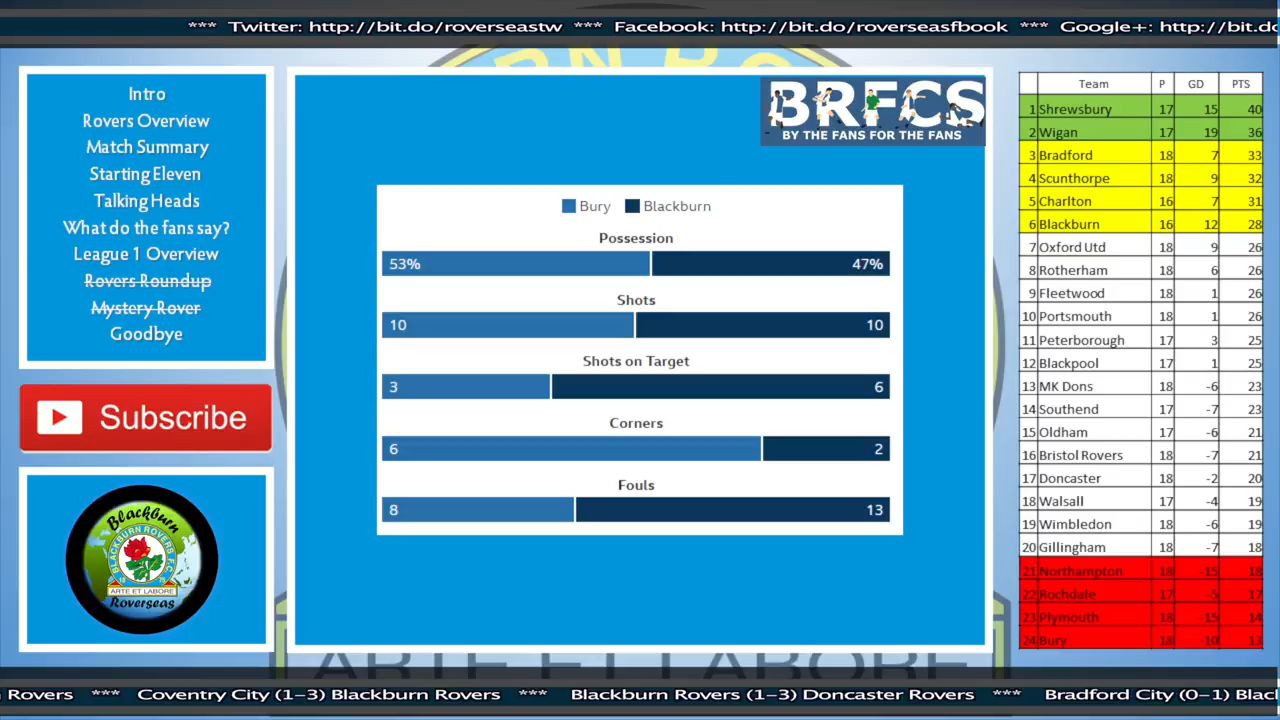 *** Twitter: http://bit.do/roverseastw *** Facebook: http://bit.do/roverseasfbook *** Google+: http://bit.do
Intro
Rovers Overview
Match Summary
Starting Eleven
Talking Heads
What do the fans say?
League 1 Overview
Rovers Roundup
Mystery Rover
Goodbye
Subscribe
Blackburn
BLACKBURN ROVERS F.C.
1875
ARTE ET LABORE
Roverseas
BRFCS
BY THE FANS FOR THE FANS
Bury Blackburn
Possession
53% 47%
Shots
10 10
Shots on Target
3 6
Corners
6 2
Fouls
8 13
ARTE ET LABORE
Team P GD PTS
1 Shrewsbury 17 15 40
2 Wigan 17 19 36
3 Bradford 18 7 33
4 Scunthorpe 18 9 32
5 Charlton 16 7 31
6 Blackburn 16 12 28
7 Oxford Utd 18 9 26
8 Rotherham 18 6 26
9 Fleetwood 18 1 26
10 Portsmouth 18 1 26
11 Peterborough 17 3 25
12 Blackpool 17 1 25
13 MK Dons 18 -6 23
14 Southend 17 -7 23
15 Oldham 17 -6 21
16 Bristol Rovers 18 -7 21
17 Doncaster 18 -2 20
18 Walsall 17 -4 19
19 Wimbledon 18 -6 19
20 Gillingham 18 -7 18
21 Northampton 18 -15 18
22 Rochdale 17 -5 17
23 Plymouth 18 -15 14
24 Bury 18 -10 13
Rovers *** Coventry City (1-3) Blackburn Rovers *** Blackburn Rovers (1-3) Doncaster Rovers *** Bradford City (0-1) Blac